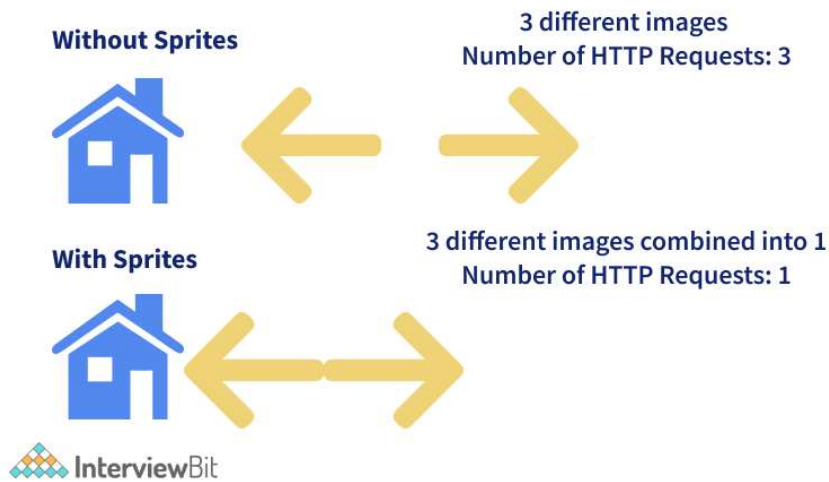 Without Sprites
3 different images
Number of HTTP Requests: 3
With Sprites
3 different images combined into 1
Number of HTTP Requests: 1
InterviewBit